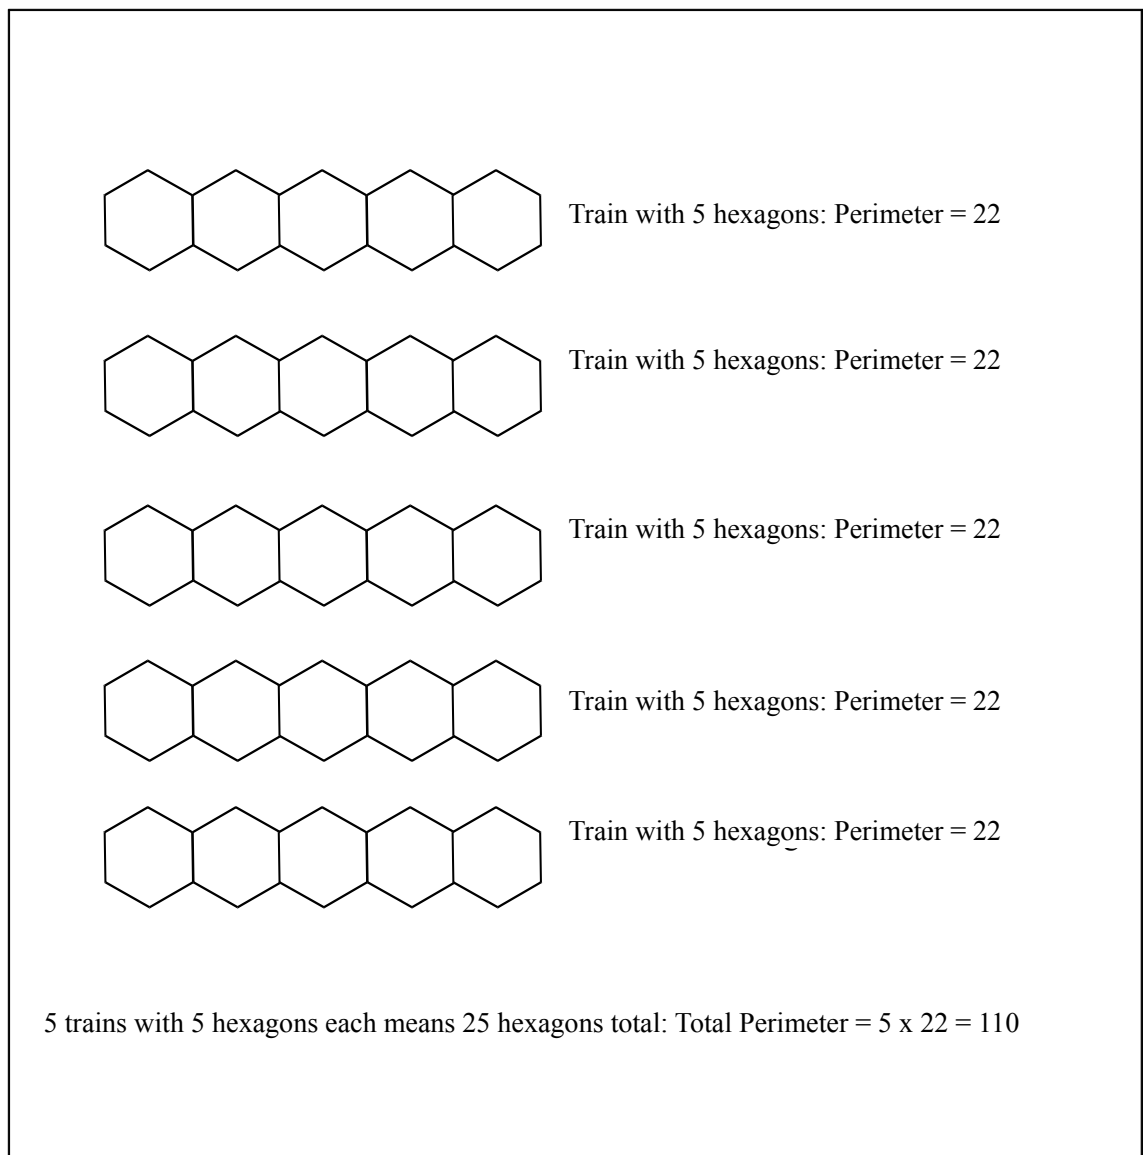 Train with 5 hexagons: Perimeter = 22
Train with 5 hexagons: Perimeter = 22
Train with 5 hexagons: Perimeter = 22
Train with 5 hexagons: Perimeter = 22
Train with 5 hexagons: Perimeter = 22
5 trains with 5 hexagons each means 25 hexagons total: Total Perimeter = 5 x 22 = 110